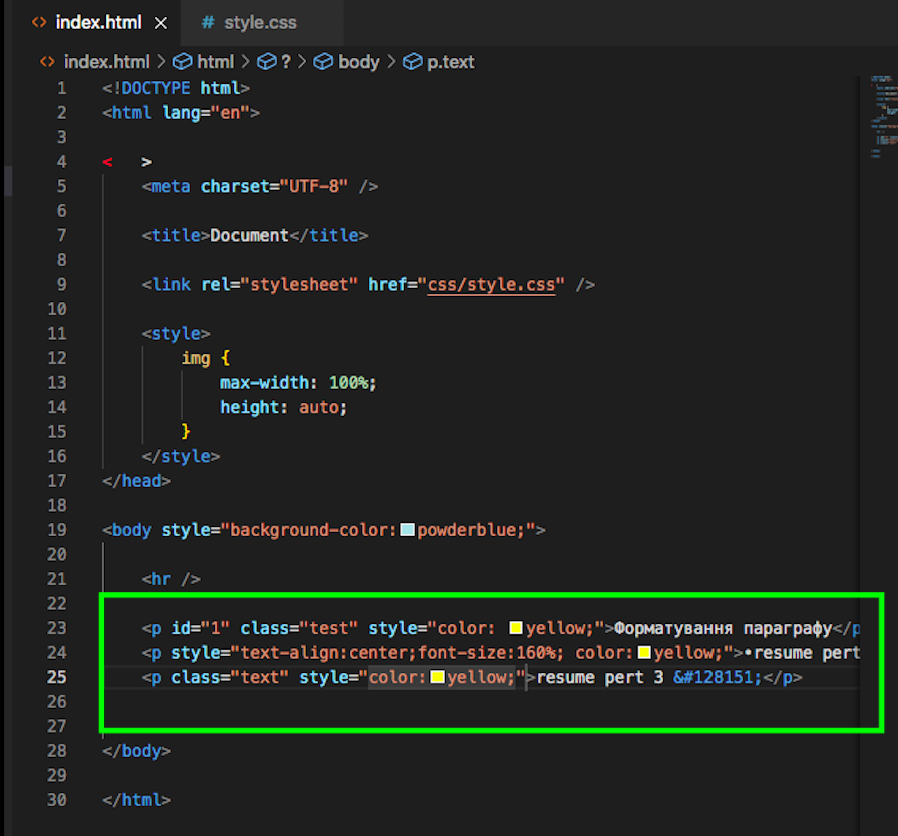 index.html
style.css
index.html > html > ? > body > p.text
1 <!DOCTYPE html>
2 <html lang="en">
3
4 < >
5 <meta charset="UTF-8" />
6
7 <title>Document</title>
8
9 <link rel="stylesheet" href="css/style.css" />
10
11 <style>
12 img {
13 max-width: 100%;
14 height: auto;
15 }
16 </style>
17 </head>
18
19 <body style="background-color:powderblue;">
20
21 <hr />
22
23 <p id="1" class="test" style="color: yellow;">Форматування параграфу</p
24 <p style="text-align:center;font-size:160%; color:yellow;">•resume pert
25 <p class="text" style="color:yellow;">resume pert 3 &#128151;</p>
26
27
28 </body>
29
30 </html>